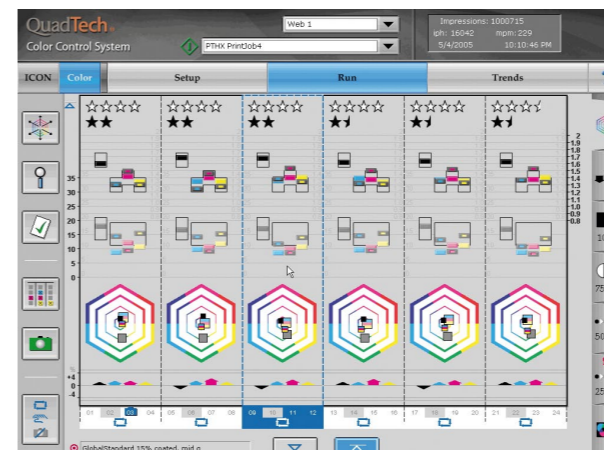 QuadTech
Color Control System
Web 1
PTHX PrintJob4
Impressions: 1000715
iph: 16042 mpm: 229
5/4/2005 10:10:46 PM
ICON Color Setup Run Trends
2
1.9
1.8
1.7
1.6
35 1.5
1.4
30 1.3
1.2
25 1.1
1.0
20 0.9
0.8
15
10
5
0
+4
0
-4
01 02 03 04 05 06 07 08 09 10 11 12 13 14 15 16 17 18 19 20 21 22 23 24
GlobalStandard 15% coated, mid g